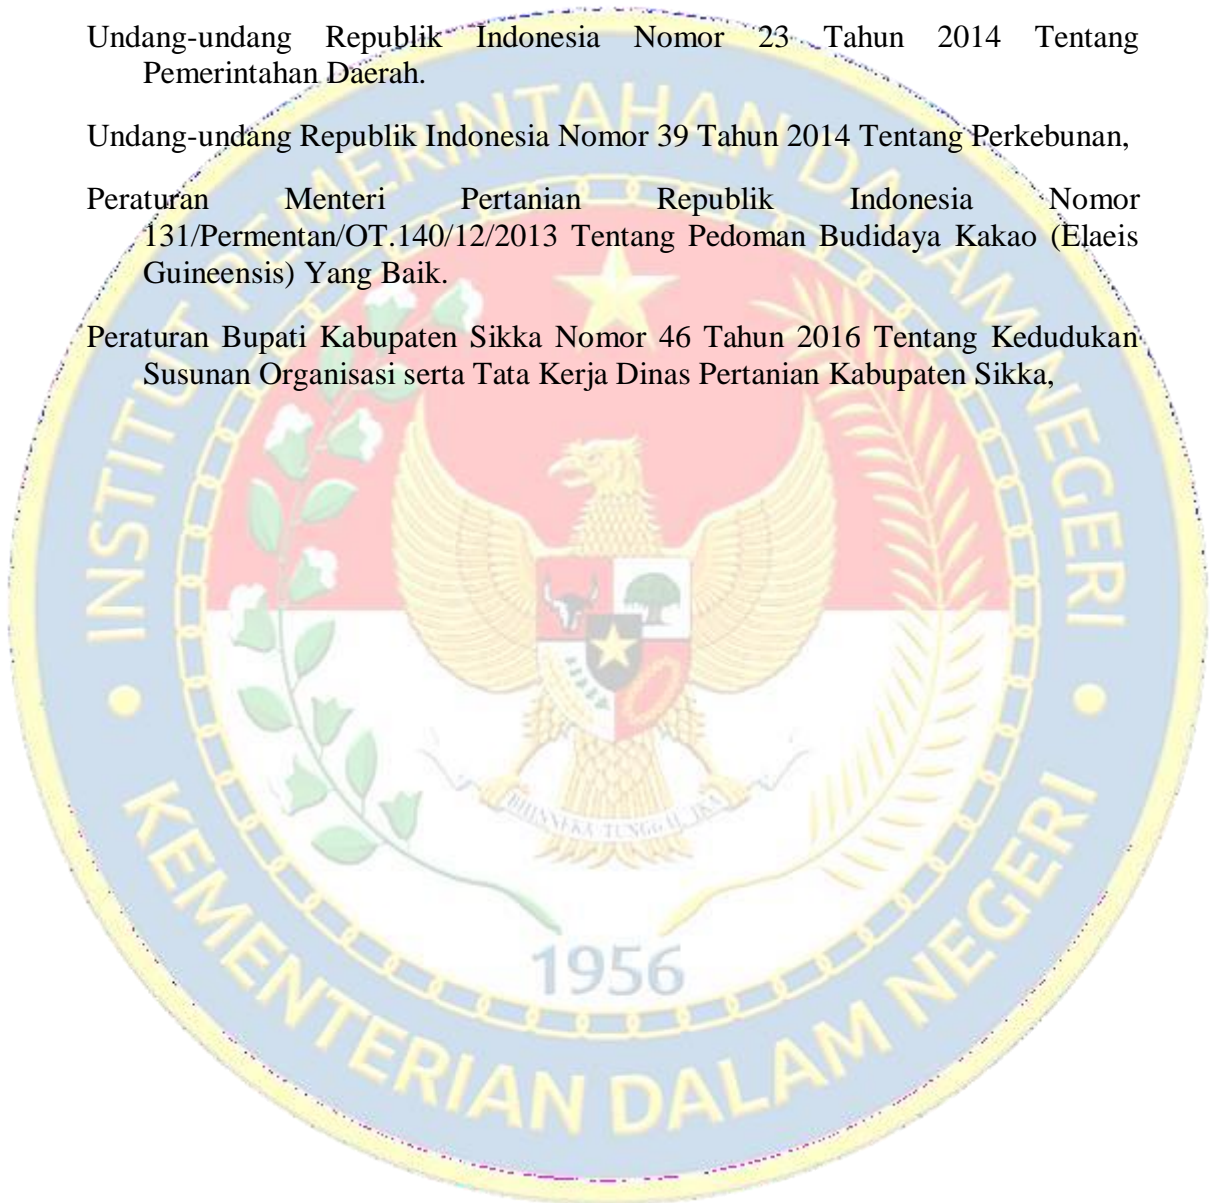 Undang-undang Republik Indonesia Nomor 23 Tahun 2014 Tentang
Pemerintahan Daerah.
Undang-undang Republik Indonesia Nomor 39 Tahun 2014 Tentang Perkebunan,
Peraturan Menteri Pertanian Republik Indonesia Nomor
131/Permentan/OT.140/12/2013 Tentang Pedoman Budidaya Kakao (Elaeis
Guineensis) Yang Baik.
Peraturan Bupati Kabupaten Sikka Nomor 46 Tahun 2016 Tentang Kedudukan
Susunan Organisasi serta Tata Kerja Dinas Pertanian Kabupaten Sikka,
INSTITUT PEMERINTAHAN DALAM NEGERI
BHINNEKA TUNGGAL IKA
1956
KEMENTERIAN DALAM NEGERI